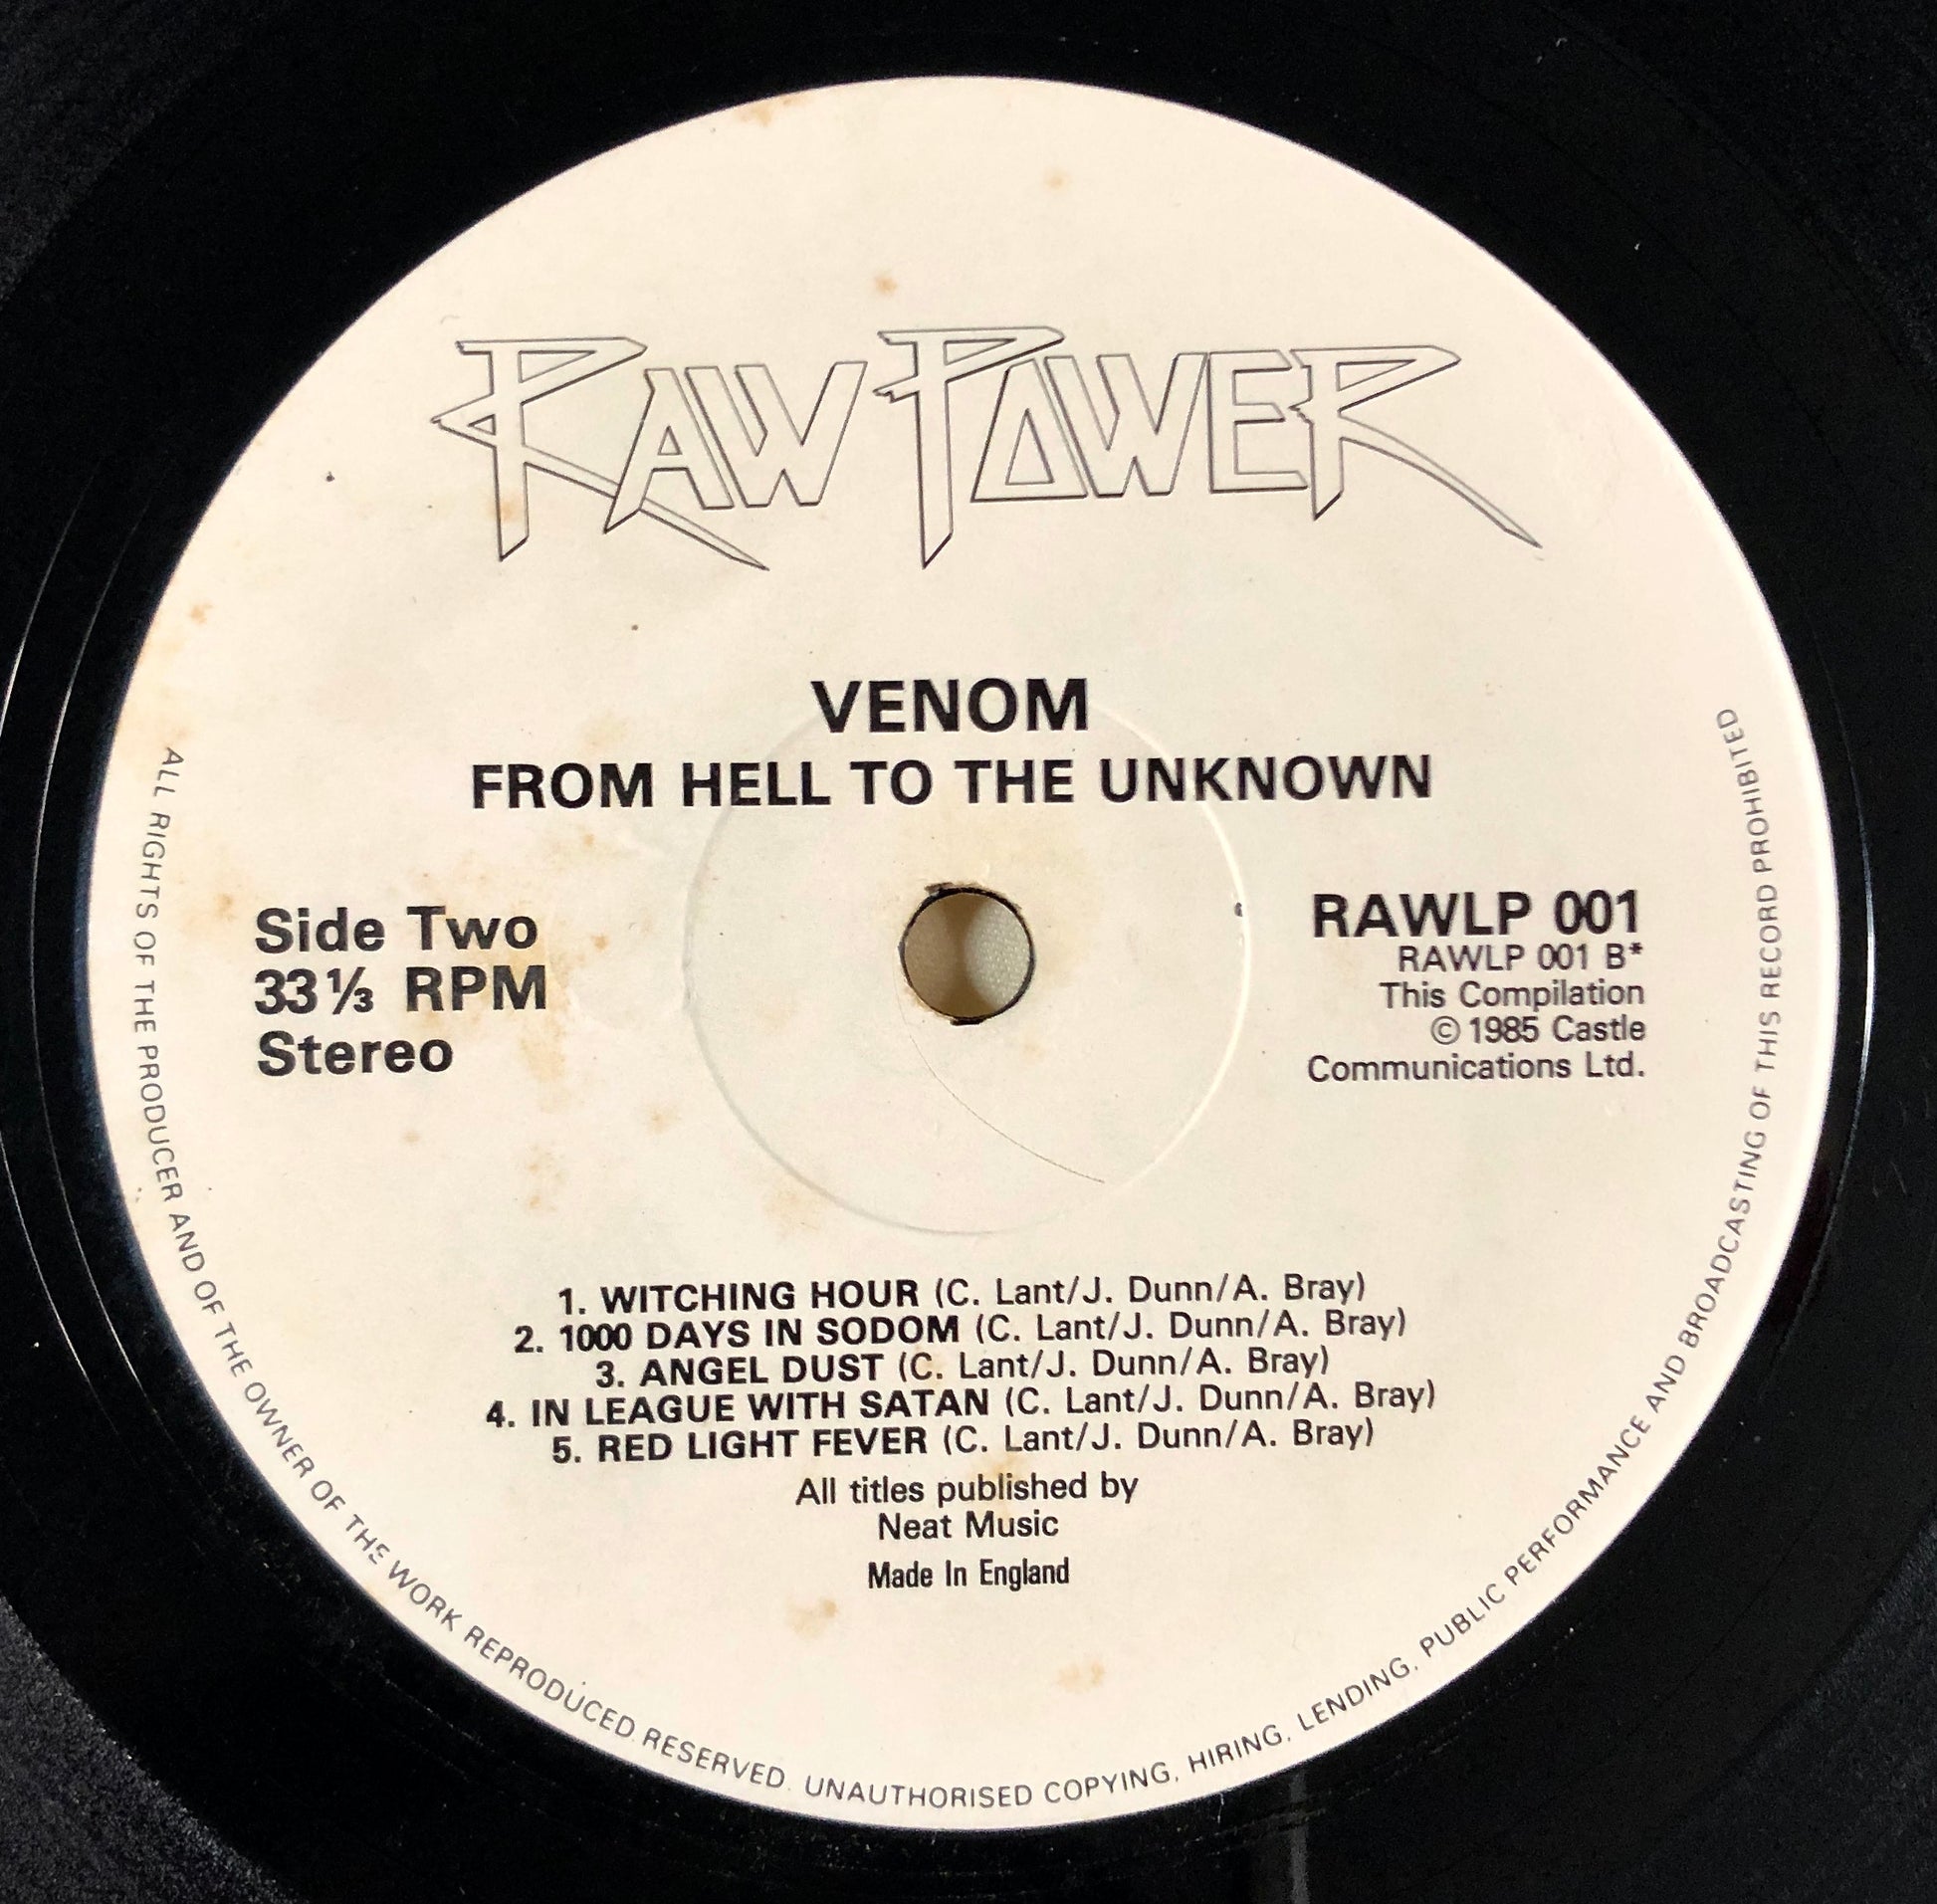 RAW POWER
VENOM
FROM HELL TO THE UNKNOWN
Side Two
33⅓ RPM
Stereo
RAWLP 001
RAWLP 001 B*
This Compilation
© 1985 Castle
Communications Ltd.
1. WITCHING HOUR (C. Lant/J. Dunn/A. Bray)
2. 1000 DAYS IN SODOM (C. Lant/J. Dunn/A. Bray)
3. ANGEL DUST (C. Lant/J. Dunn/A. Bray)
4. IN LEAGUE WITH SATAN (C. Lant/J. Dunn/A. Bray)
5. RED LIGHT FEVER (C. Lant/J. Dunn/A. Bray)
All titles published by
Neat Music
Made In England
ALL RIGHTS OF THE PRODUCER AND OF THE OWNER OF THE WORK REPRODUCED RESERVED. UNAUTHORISED COPYING, HIRING, LENDING, PUBLIC PERFORMANCE AND BROADCASTING OF THIS RECORD PROHIBITED